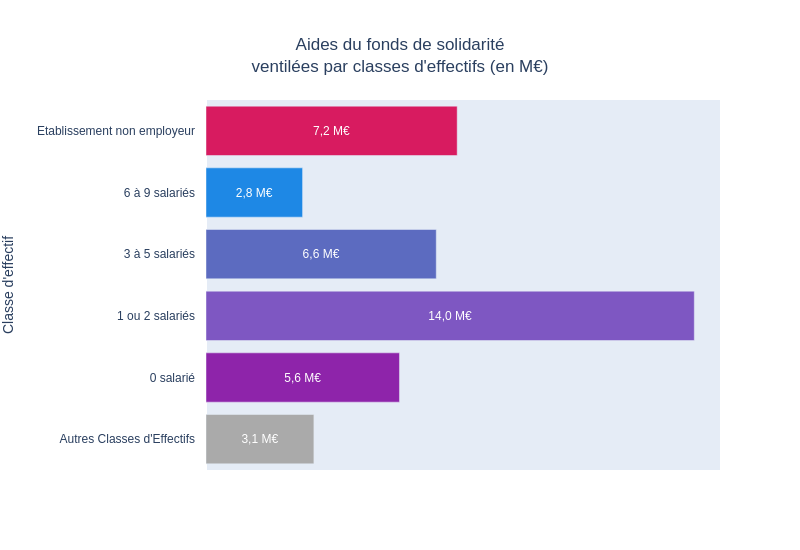 Aides du fonds de solidarité
ventilées par classes d'effectifs (en M€)
Classe d'effectif
Etablissement non employeur
7,2 M€
6 à 9 salariés
2,8 M€
3 à 5 salariés
6,6 M€
1 ou 2 salariés
14,0 M€
0 salarié
5,6 M€
Autres Classes d'Effectifs
3,1 M€